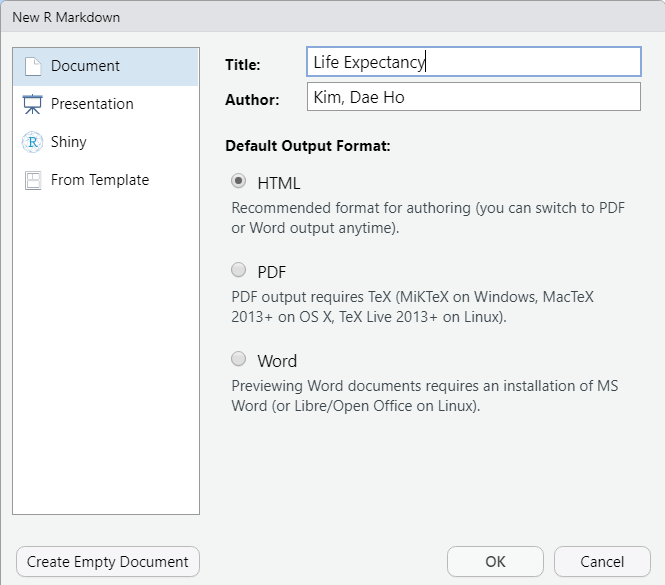 New R Markdown
Document
Presentation
R Shiny
From Template
Title: Life Expectancy
Author: Kim, Dae Ho
Default Output Format:
HTML
Recommended format for authoring (you can switch to PDF
or Word output anytime).
PDF
PDF output requires TeX (MiKTeX on Windows, MacTeX
2013+ on OS X, TeX Live 2013+ on Linux).
Word
Previewing Word documents requires an installation of MS
Word (or Libre/Open Office on Linux).
Create Empty Document OK Cancel